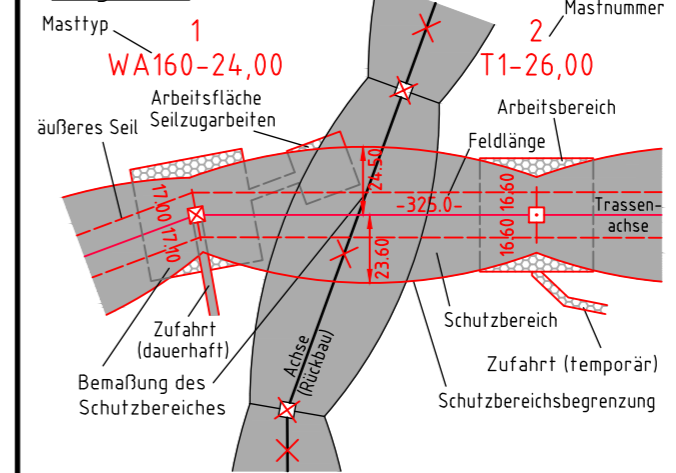 Masttyp
1
WA160-24,00
2
Mastnummer
T1-26,00
Arbeitsfläche
Seilzugarbeiten
äußeres Seil
Arbeitsbereich
Feldlänge
24.50
-325.0-
23.60
17.00
17.10
16.60
16.60
Trassen-
achse
Zufahrt
(dauerhaft)
Schutzbereich
Achse
(Rückbau)
Zufahrt (temporär)
Bemaßung des
Schutzbereiches
Schutzbereichsbegrenzung